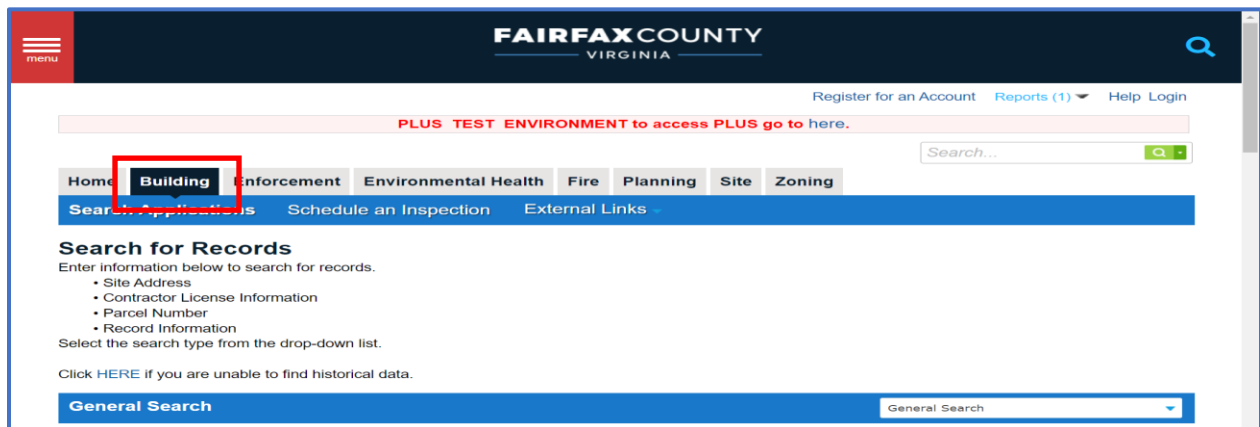 FAIRFAX COUNTY
VIRGINIA
menu
Register for an Account Reports (1) Help Login
PLUS TEST ENVIRONMENT to access PLUS go to here.
Search...
Home Building Enforcement Environmental Health Fire Planning Site Zoning
Search Applications Schedule an Inspection External Links
Search for Records
Enter information below to search for records.
• Site Address
• Contractor License Information
• Parcel Number
• Record Information
Select the search type from the drop-down list.
Click HERE if you are unable to find historical data.
General Search General Search